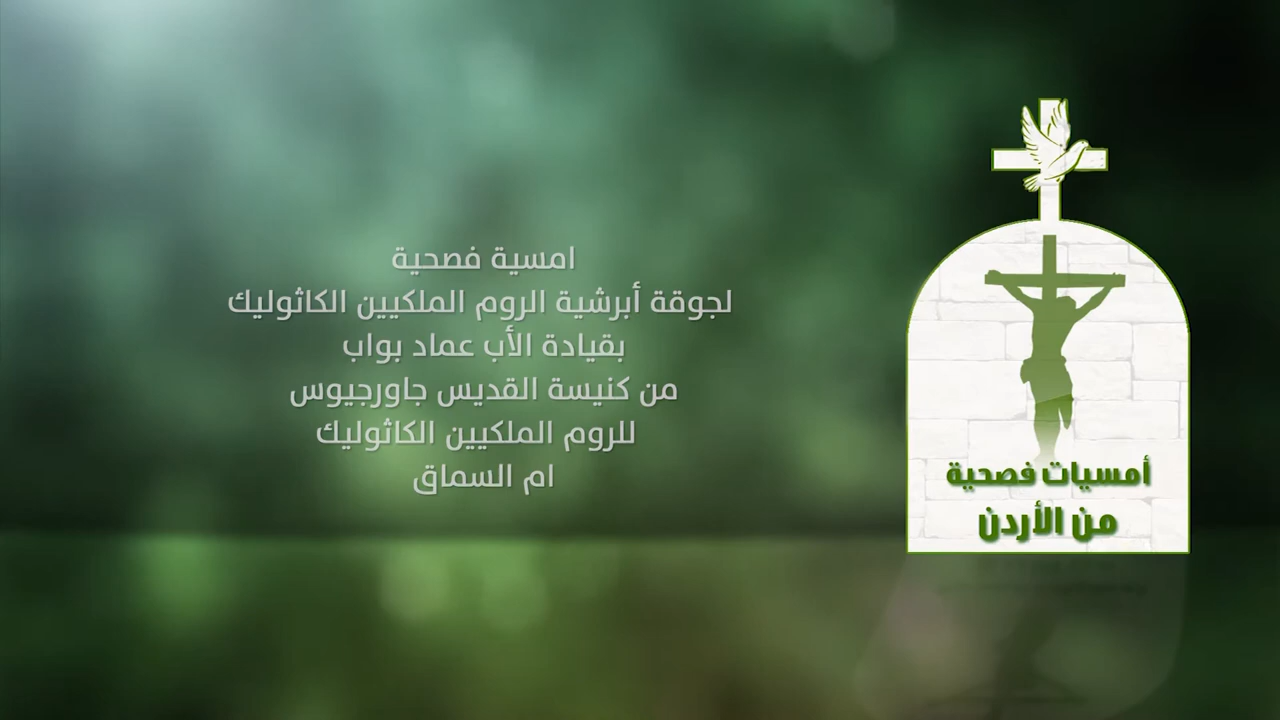 امسية فصحية
لجوقة أبرشية الروم الملكيين الكاثوليك
بقيادة الأب عماد بواب
من كنيسة القديس جاورجيوس
للروم الملكيين الكاثوليك
ام السماق
أمسيات فصحية
من الأردن